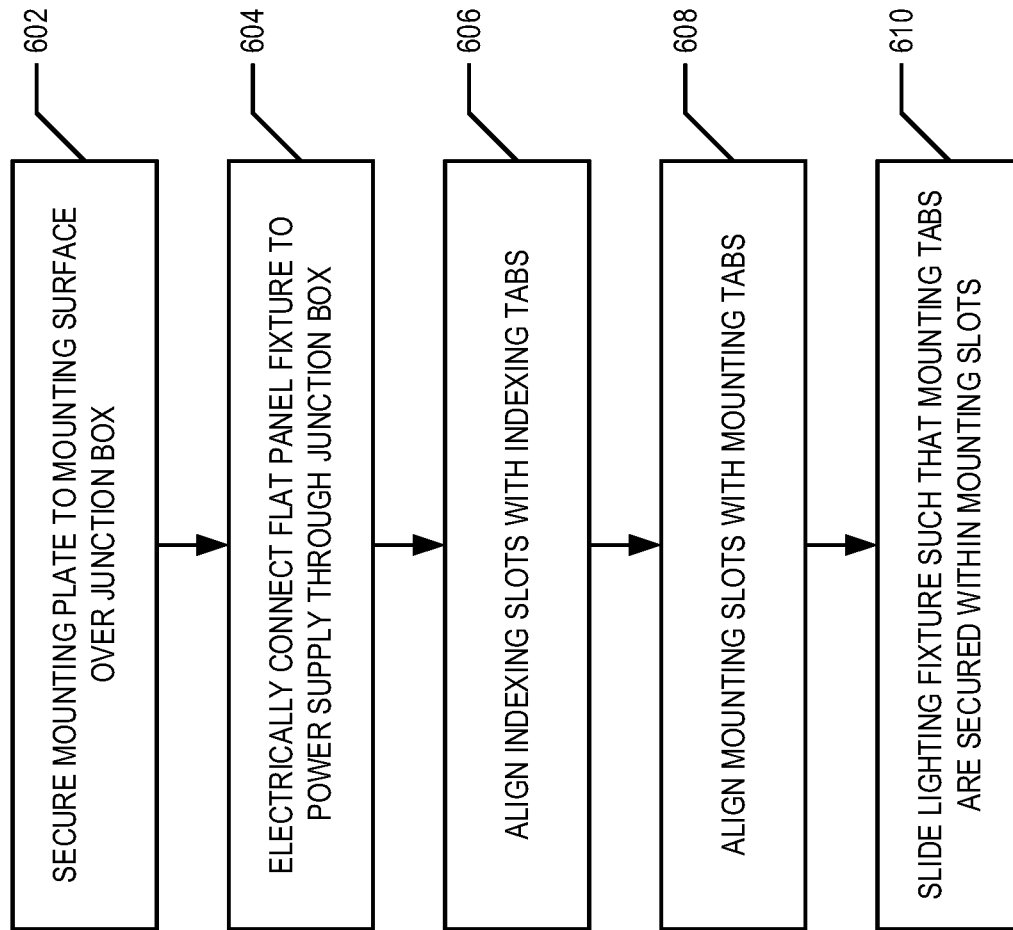 602
SECURE MOUNTING PLATE TO MOUNTING SURFACE
OVER JUNCTION BOX
604
ELECTRICALLY CONNECT FLAT PANEL FIXTURE TO
POWER SUPPLY THROUGH JUNCTION BOX
606
ALIGN INDEXING SLOTS WITH INDEXING TABS
608
ALIGN MOUNTING SLOTS WITH MOUNTING TABS
610
SLIDE LIGHTING FIXTURE SUCH THAT MOUNTING TABS
ARE SECURED WITHIN MOUNTING SLOTS